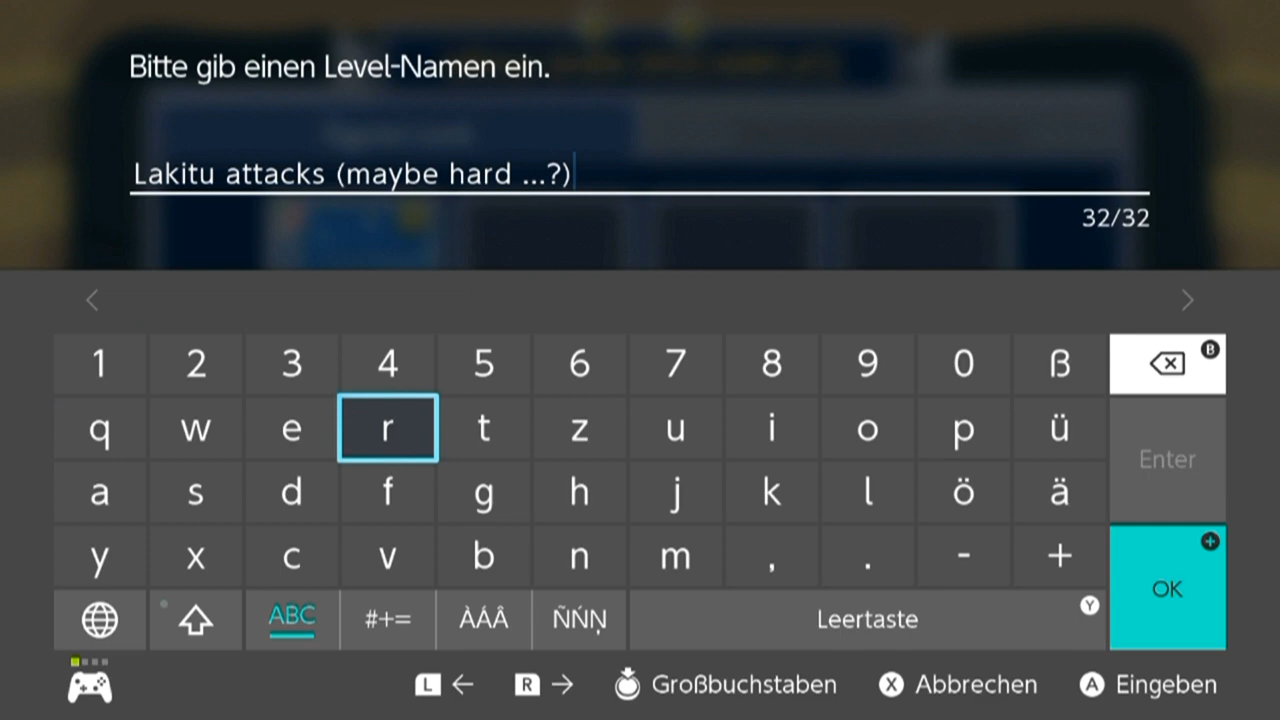 Bitte gib einen Level-Namen ein.
Lakitu attacks (maybe hard ...?)
32/32
1 2 3 4 5 6 7 8 9 0 ß B
q w e r t z u i o p ü
Enter
a s d f g h j k l ö ä
y x c v b n m , . - +
OK
ABC #+= ÀÁÂ ÑŃŅ Leertaste Y
L ← R → Großbuchstaben X Abbrechen A Eingeben